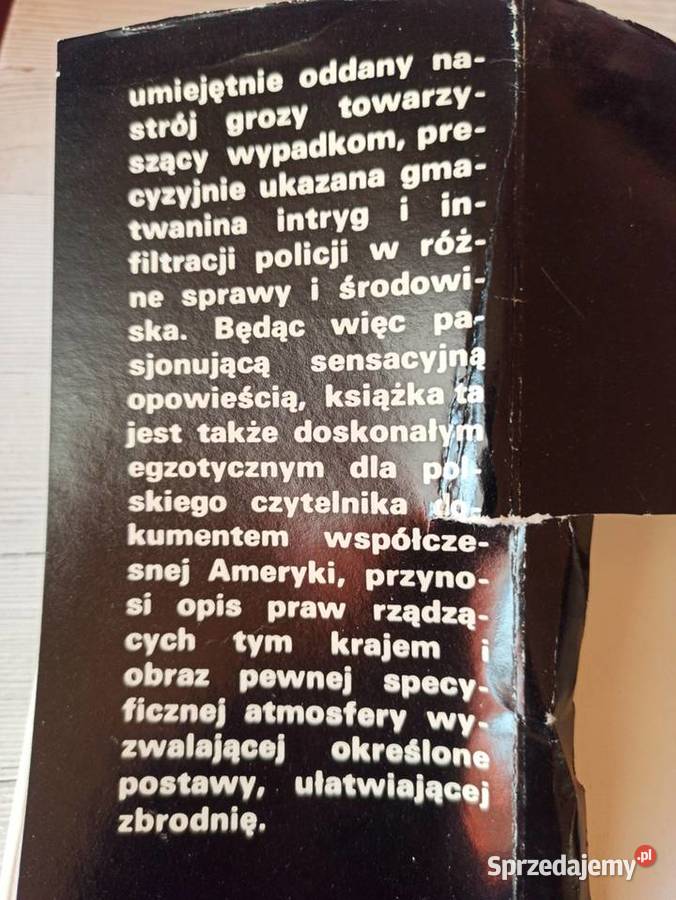 umiejętnie oddany na-
strój grozy towarzy-
szący wypadkom, pre-
cyzyjnie ukazana gma-
twanina intryg i in-
filtracji policji w róż-
ne sprawy i środowi-
ska. Będąc więc pa-
sjonującą sensacyjną
opowieścią, książka ta
jest także doskonałym
egzotycznym dla pol-
skiego czytelnika do-
kumentem współcze-
snej Ameryki, przyno-
si opis praw rządzą-
cych tym krajem i
obraz pewnej specy-
ficznej atmosfery wy-
zwalającej określone
postawy, ułatwiającej
zbrodnię.
Sprzedajemy.pl